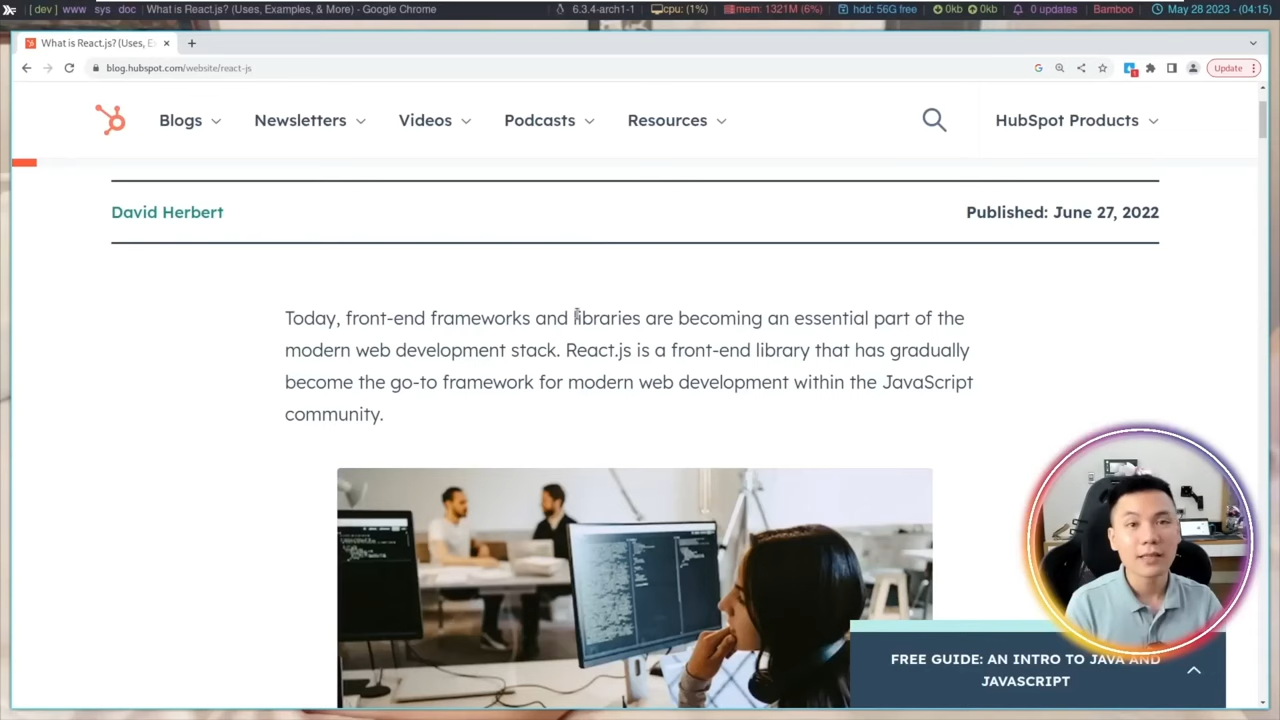 [ dev ] www sys doc What is React.js? (Uses, Examples, & More) - Google Chrome 6.3.4-arch1-1 cpu: (1%) mem: 1321M (6%) hdd: 56G free 0kb 0kb 0 updates Bamboo May 28 2023 - (04:15)
What is React.js? (Uses, E
blog.hubspot.com/website/react-js Update
Blogs Newsletters Videos Podcasts Resources HubSpot Products
David Herbert Published: June 27, 2022
Today, front-end frameworks and libraries are becoming an essential part of the
modern web development stack. React.js is a front-end library that has gradually
become the go-to framework for modern web development within the JavaScript
community.
FREE GUIDE: AN INTRO TO JAVA AND
JAVASCRIPT